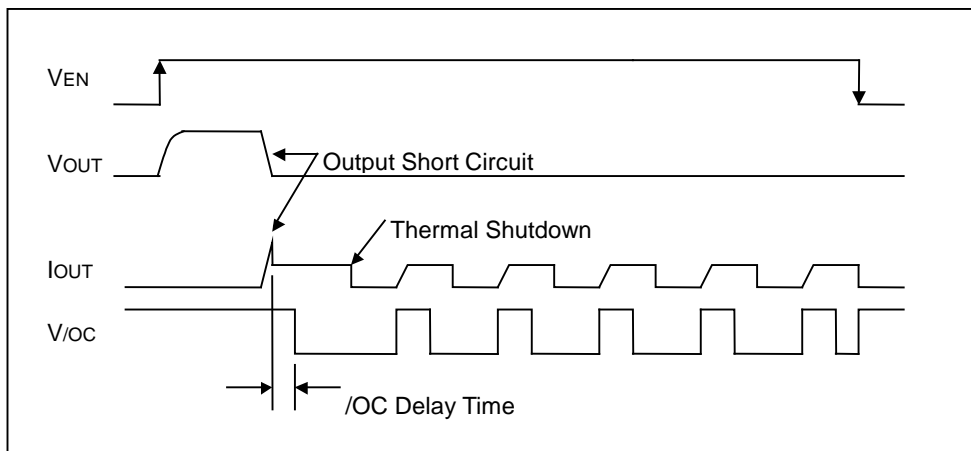 VEN
VOUT
Output Short Circuit
Thermal Shutdown
IOUT
V/OC
/OC Delay Time